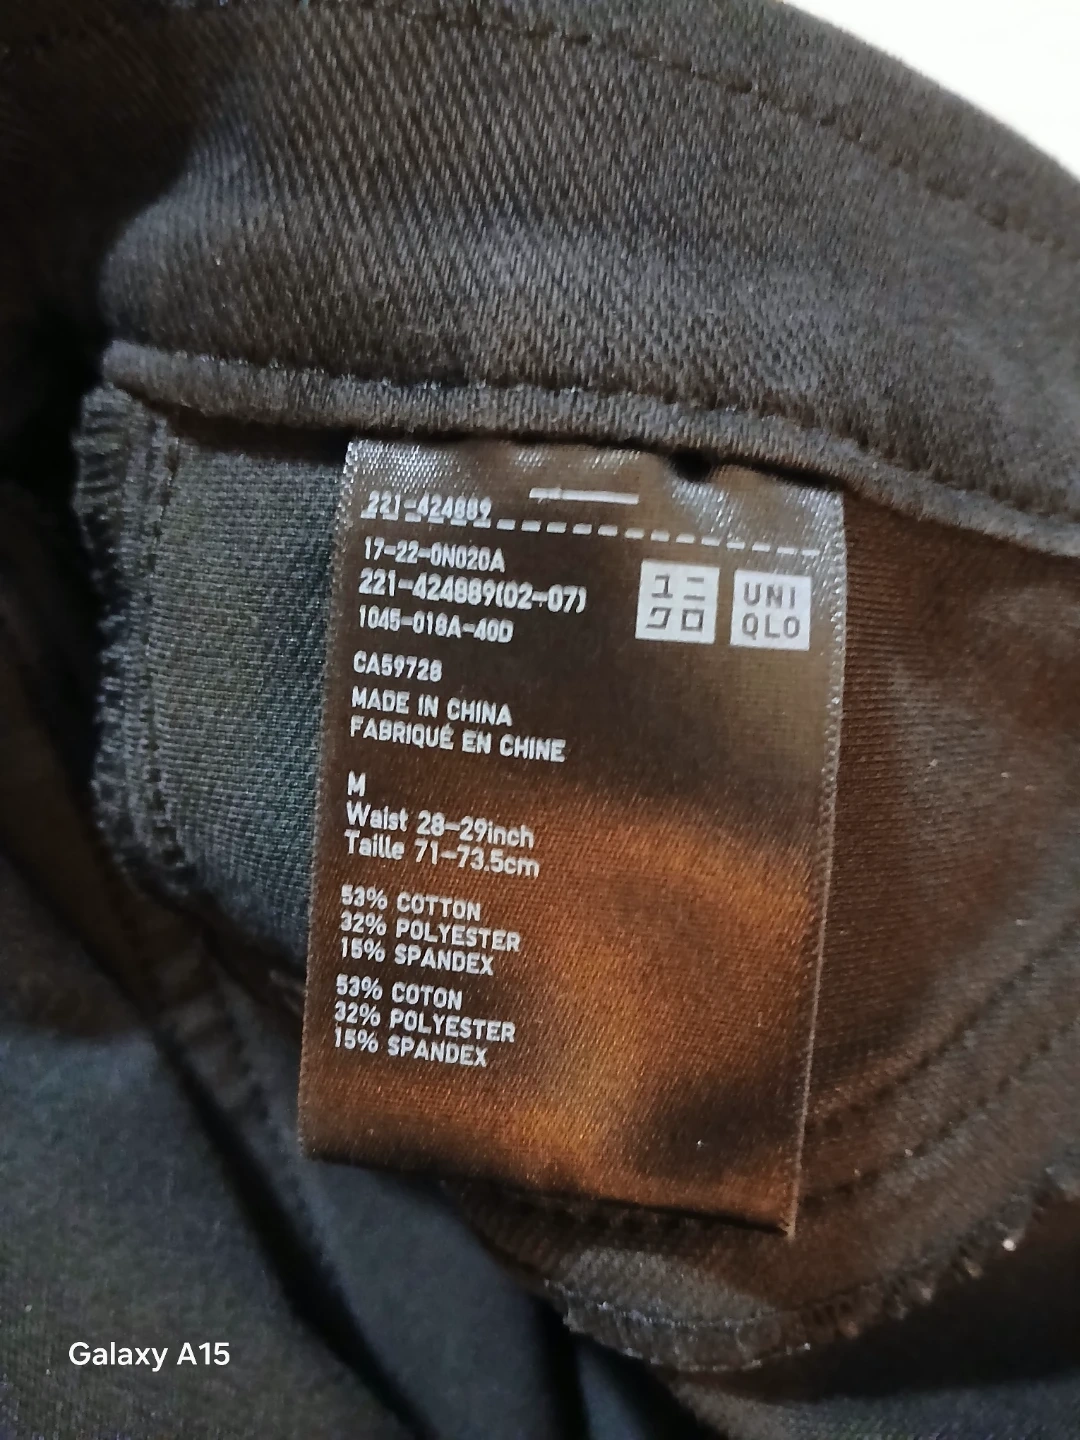 221-424889
17-22-0N020A
221-424889(02-07)
1045-018A-40D
ユニ
クロ
UNI
QLO
CA59728
MADE IN CHINA
FABRIQUÉ EN CHINE
M
Waist 28-29inch
Taille 71-73.5cm
53% COTTON
32% POLYESTER
15% SPANDEX
53% COTON
32% POLYESTER
15% SPANDEX
Galaxy A15